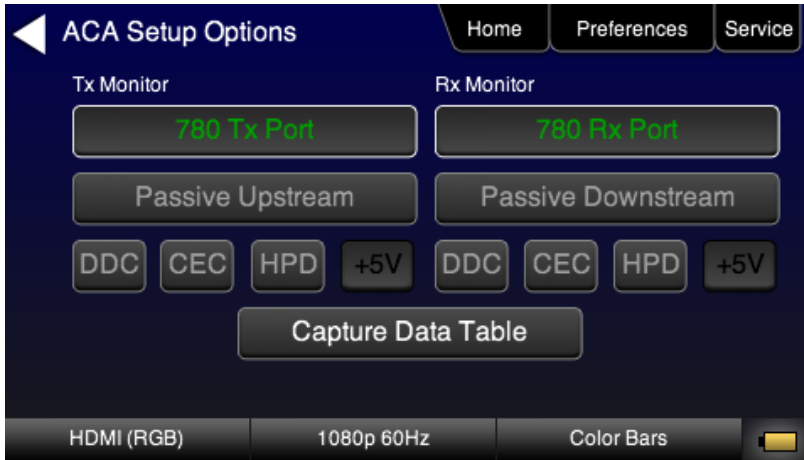 ACA Setup Options
Home
Preferences
Service
Tx Monitor
Rx Monitor
780 Tx Port
780 Rx Port
Passive Upstream
Passive Downstream
DDC
CEC
HPD
+5V
DDC
CEC
HPD
+5V
Capture Data Table
HDMI (RGB)
1080p 60Hz
Color Bars